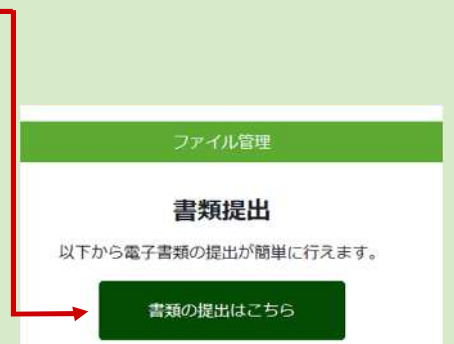 ファイル管理
書類提出
以下から電子書類の提出が簡単に行えます。
書類の提出はこちら